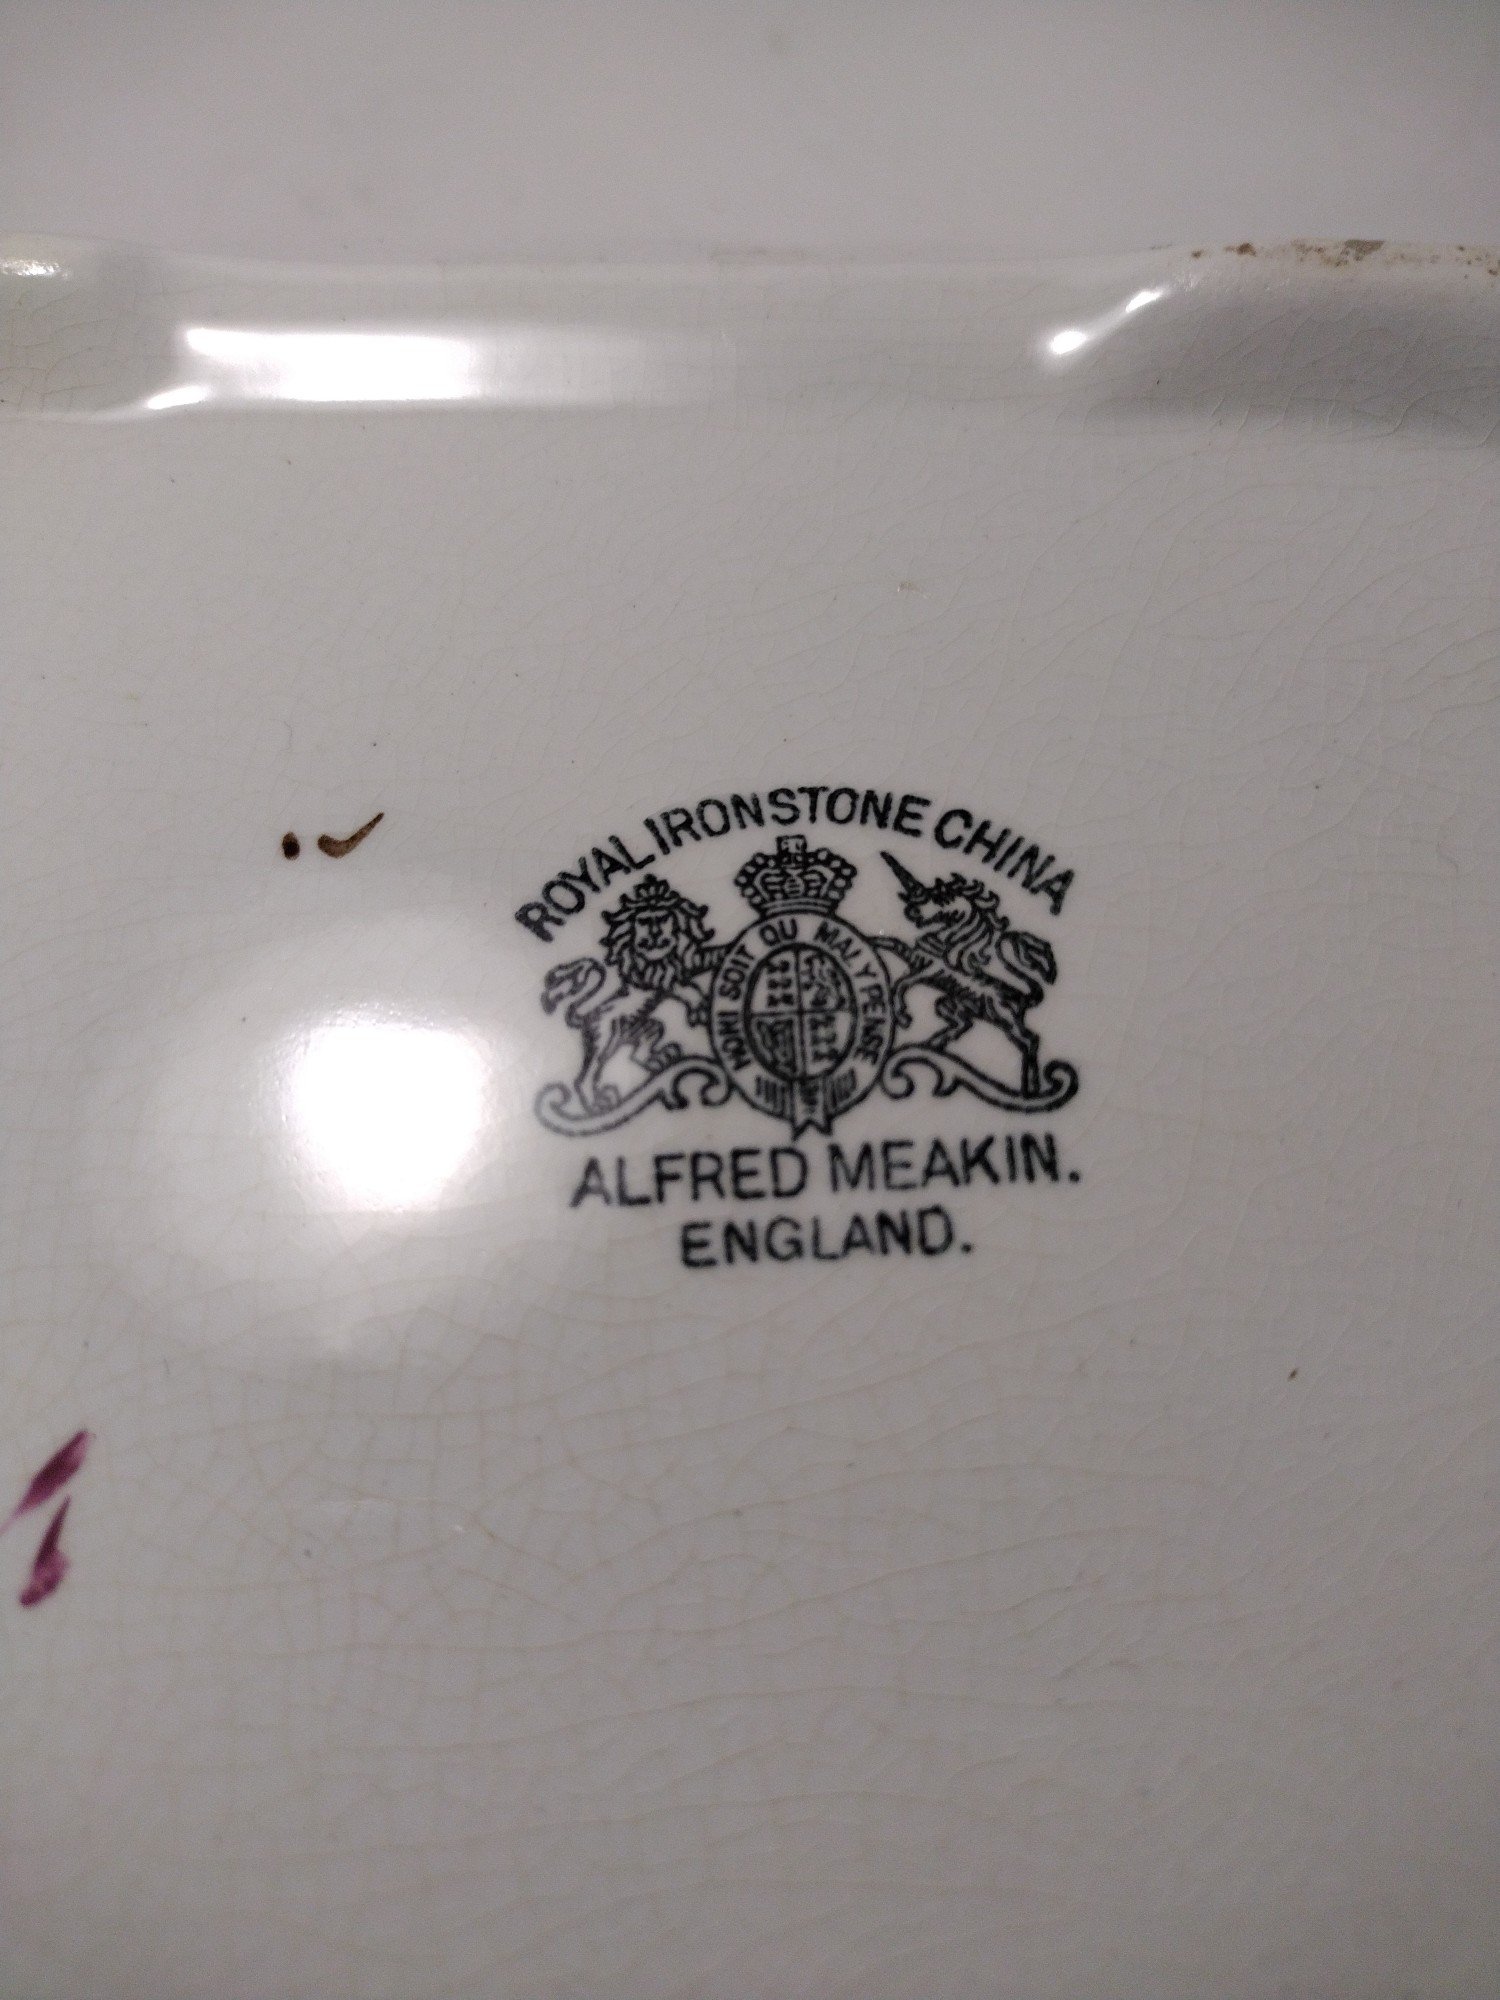 ROYAL IRONSTONE CHINA
HONI SOIT QU MAL Y PENSE
ALFRED MEAKIN.
ENGLAND.